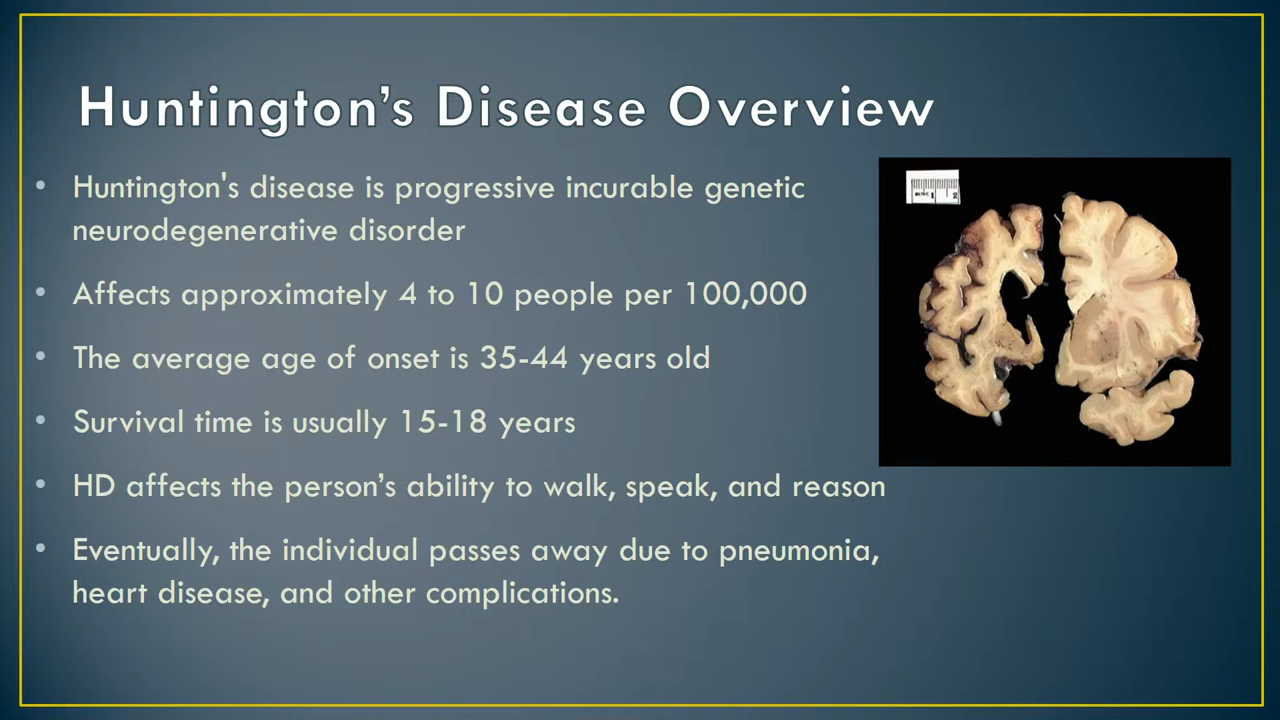 Huntington’s Disease Overview
• Huntington's disease is progressive incurable genetic
neurodegenerative disorder
• Affects approximately 4 to 10 people per 100,000
• The average age of onset is 35-44 years old
• Survival time is usually 15-18 years
• HD affects the person’s ability to walk, speak, and reason
• Eventually, the individual passes away due to pneumonia,
heart disease, and other complications.
1 2